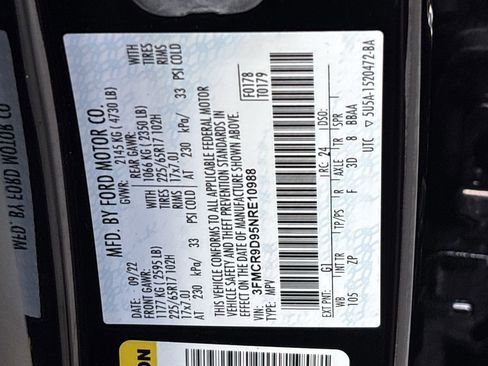 MFD. BY FORD MOTOR CO.
DATE: 09/22 GVWR: 2145 KG ( 4730 LB)
FRONT GAWR: REAR GAWR:
1177 KG ( 2595 LB) 1066 KG ( 2350 LB)
225/65R17 102H TIRES 225/65R17 102H TIRES
17x7.0J RIMS 17x7.0J RIMS
AT 230 kPa/ 33 PSI COLD AT 230 kPa/ 33 PSI COLD
THIS VEHICLE CONFORMS TO ALL APPLICABLE FEDERAL MOTOR
VEHICLE SAFETY AND THEFT PREVENTION STANDARDS IN
EFFECT ON THE DATE OF MANUFACTURE SHOWN ABOVE.
VIN: 3FMCR9D95NRE10988
TYPE: MPV
F0178
T0179
EXT PNT: G1 RC: 24 DSO:
WB INT TR TP/PS R AXLE TR SPR
105 ZP F 3D 8 BBAA
UTC ▽ 5U5A-1520472-BA
ON